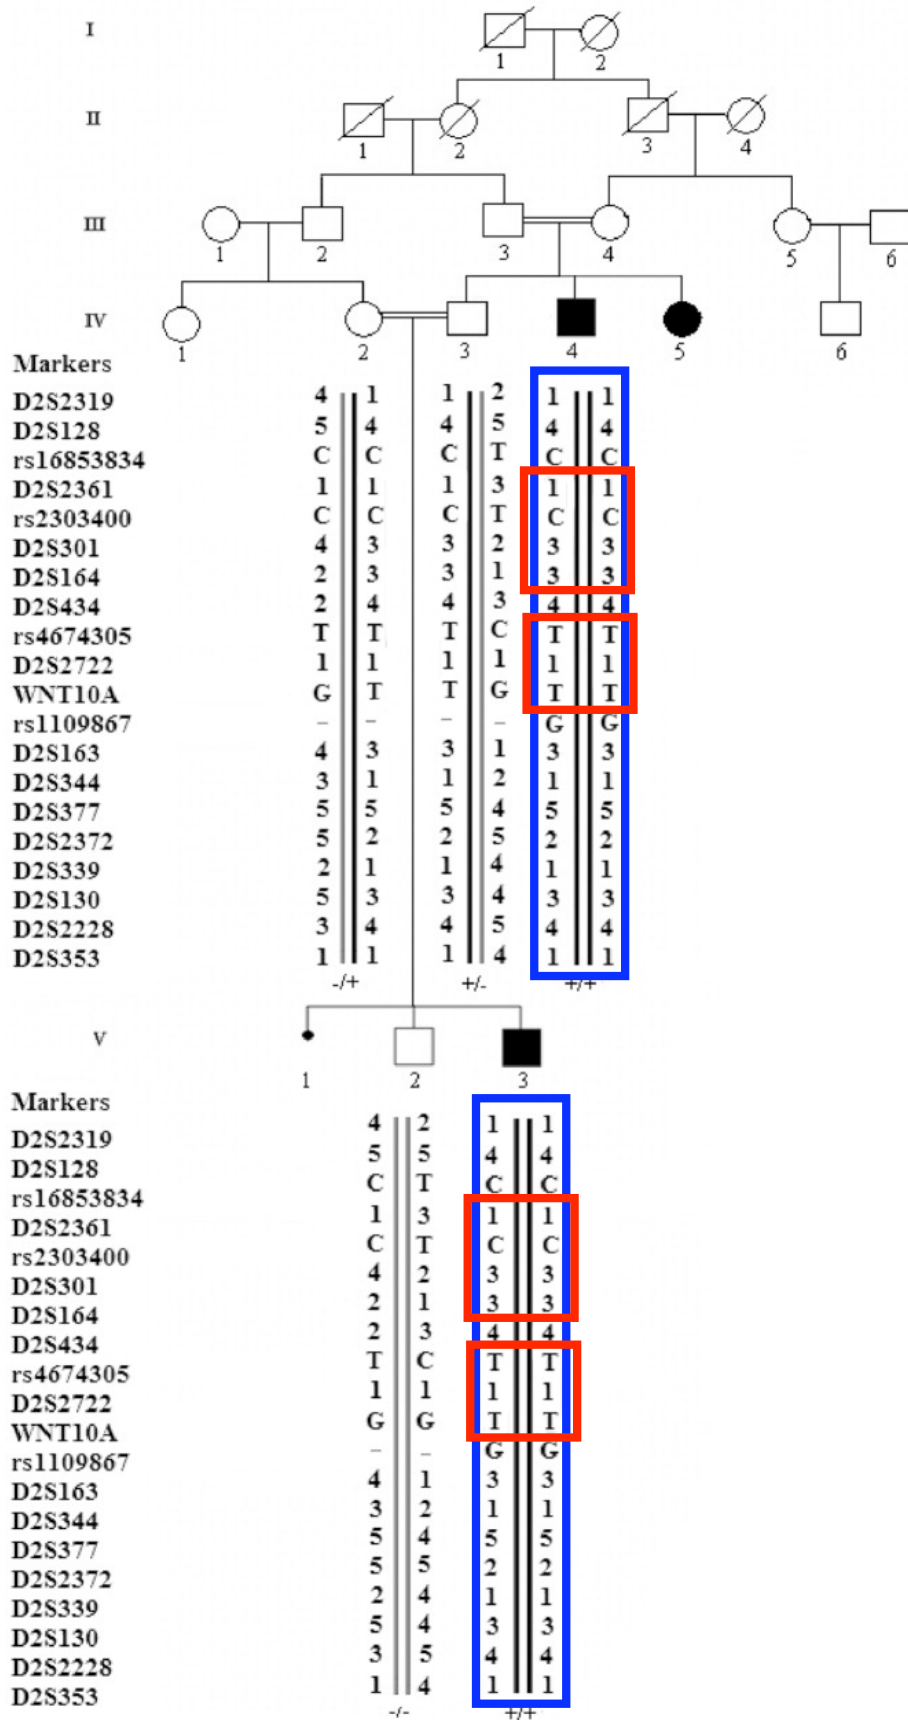 I
1 2
II
1 2 3 4
III
1 2 3 4 5 6
IV
1 2 3 4 5 6
Markers
D2S2319 4 1 1 2 1 1
D2S128 5 4 4 5 4 4
rs16853834 C C C T C C
D2S2361 1 1 1 3 1 1
rs2303400 C C C T C C
D2S301 4 3 3 2 3 3
D2S164 2 3 3 1 3 3
D2S434 2 4 4 3 4 4
rs4674305 T T T C T T
D2S2722 1 1 1 1 1 1
WNT10A G T T G T T
rs1109867 – – – – G G
D2S163 4 3 3 1 3 3
D2S344 3 1 1 2 1 1
D2S377 5 5 5 4 5 5
D2S2372 5 2 2 5 2 2
D2S339 2 1 1 4 1 1
D2S130 5 3 3 4 3 3
D2S2228 3 4 4 5 4 4
D2S353 1 1 1 4 1 1
-/+ +/- +/+
V
1 2 3
Markers
D2S2319 4 2 1 1
D2S128 5 5 4 4
rs16853834 C T C C
D2S2361 1 3 1 1
rs2303400 C T C C
D2S301 4 2 3 3
D2S164 2 1 3 3
D2S434 2 3 4 4
rs4674305 T C T T
D2S2722 1 1 1 1
WNT10A G G T T
rs1109867 – – G G
D2S163 4 1 3 3
D2S344 3 2 1 1
D2S377 5 4 5 5
D2S2372 5 5 2 2
D2S339 2 4 1 1
D2S130 5 4 3 3
D2S2228 3 5 4 4
D2S353 1 4 1 1
-/- +/+